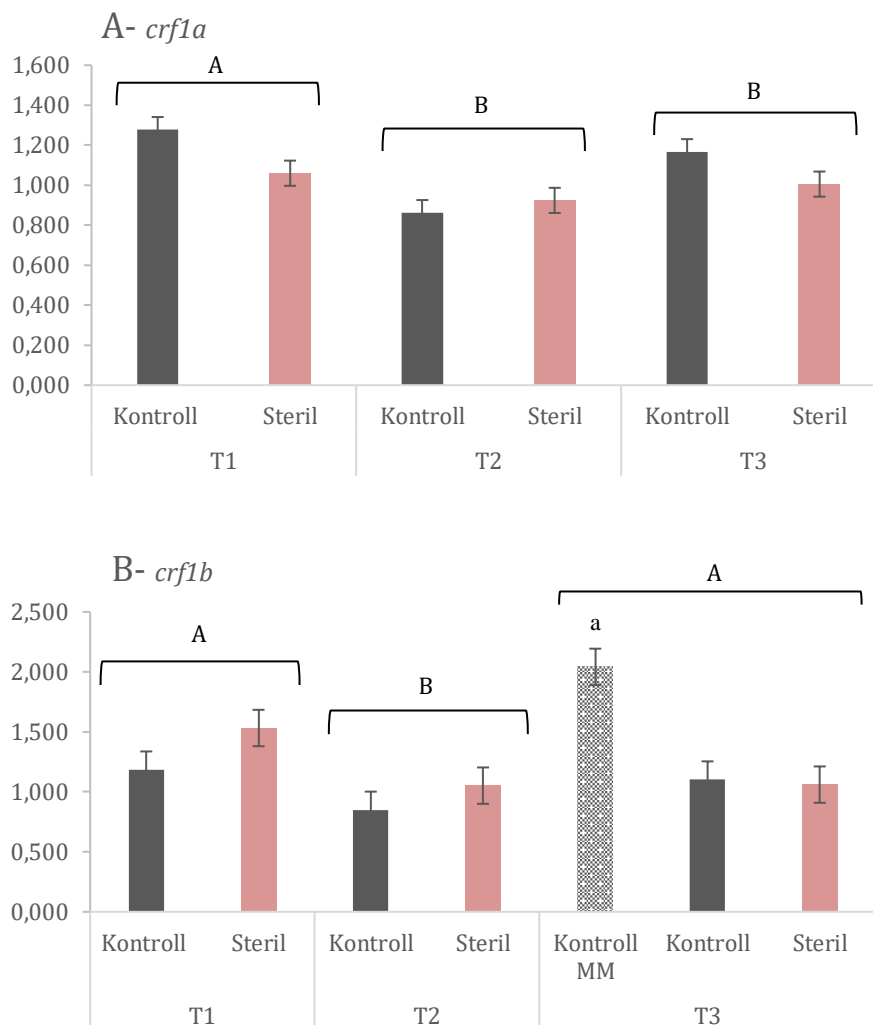 A- crf1a
A
B
B
1,600
1,400
1,200
1,000
0,800
0,600
0,400
0,200
0,000
Kontroll Steril Kontroll Steril Kontroll Steril
T1 T2 T3
B- crf1b
A
B
A
a
2,500
2,000
1,500
1,000
0,500
0,000
Kontroll Steril Kontroll Steril Kontroll Kontroll Steril
MM
T1 T2 T3